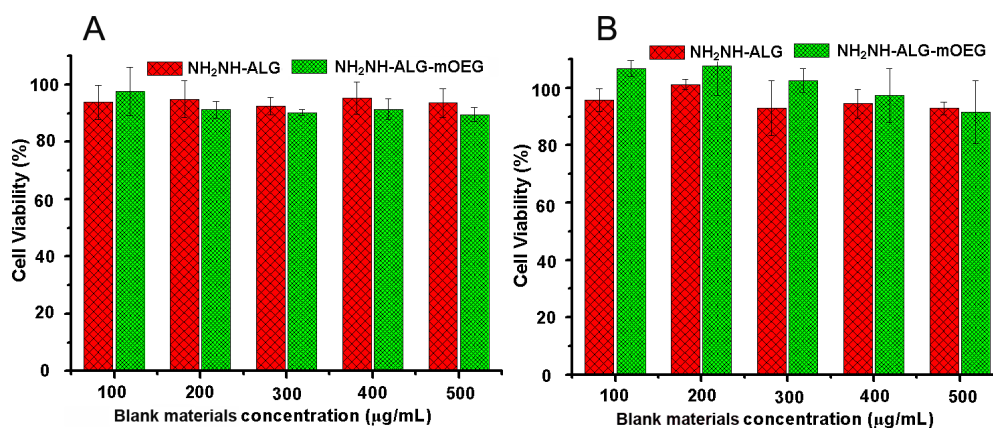 A
NH₂NH-ALG
NH₂NH-ALG-mOEG
Cell Viability (%)
100
80
60
40
20
0
100 200 300 400 500
Blank materials concentration (μg/mL)
B
NH₂NH-ALG
NH₂NH-ALG-mOEG
Cell Viability (%)
100
80
60
40
20
0
100 200 300 400 500
Blank materials concentration (μg/mL)